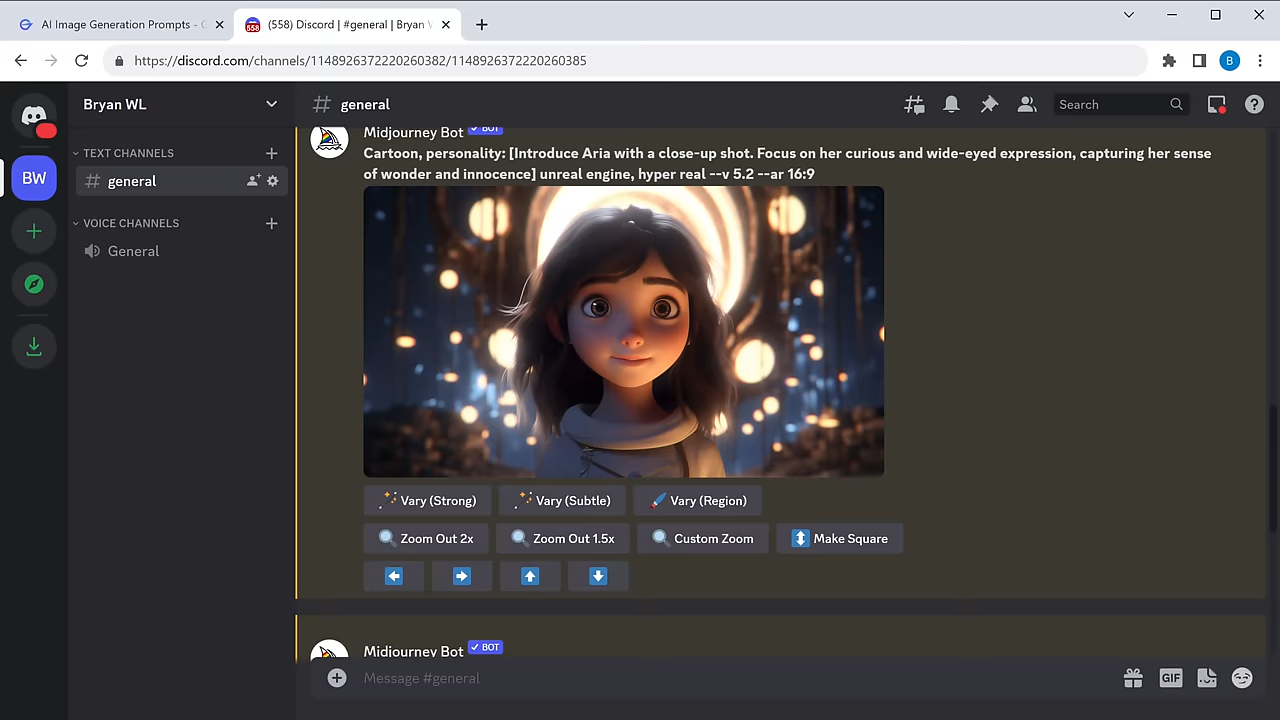 AI Image Generation Prompts - C
(558) Discord | #general | Bryan W
https://discord.com/channels/1148926372220260382/1148926372220260385
B
Bryan WL
general
Search
BW
TEXT CHANNELS
general
VOICE CHANNELS
General
Midjourney Bot BOT
Cartoon, personality: [Introduce Aria with a close-up shot. Focus on her curious and wide-eyed expression, capturing her sense
of wonder and innocence] unreal engine, hyper real --v 5.2 --ar 16:9
Vary (Strong) Vary (Subtle) Vary (Region)
Zoom Out 2x Zoom Out 1.5x Custom Zoom Make Square
Midjourney Bot BOT
Message #general
GIF